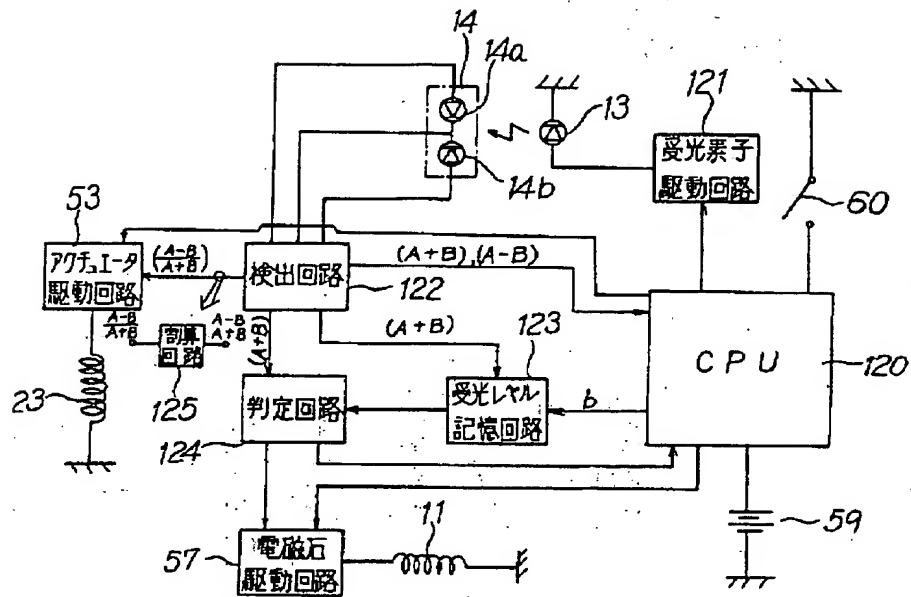 14
14a
14b
13
121
受光素子
駆動回路
60
53
アクチュエータ
駆動回路
(A-B/A+B)
検出回路
122
(A+B),(A-B)
(A+B)
(A+B)
A-B/A+B
割算
回路
125
A-B
A+B
23
判定回路
124
123
受光レベル
記憶回路
b
CPU
120
57
電磁石
駆動回路
11
59